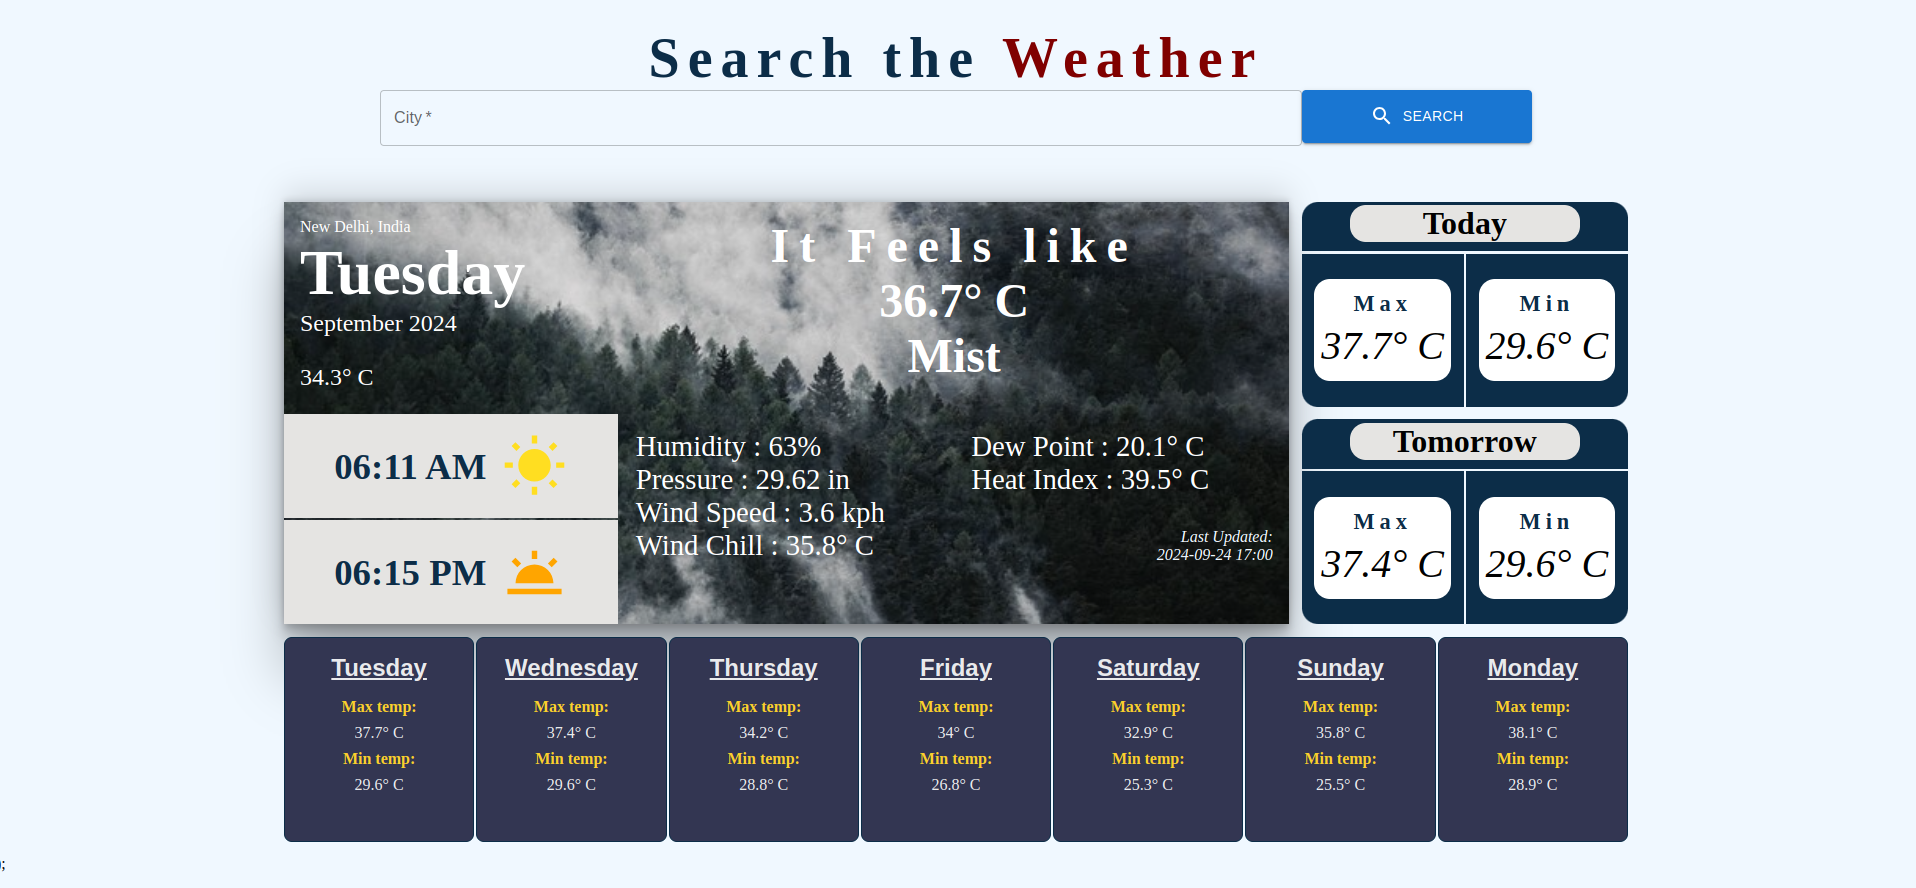 Search the Weather
City *
SEARCH
New Delhi, India
Tuesday
September 2024
34.3° C
It Feels like
36.7° C
Mist
06:11 AM
06:15 PM
Humidity : 63%
Pressure : 29.62 in
Wind Speed : 3.6 kph
Wind Chill : 35.8° C
Dew Point : 20.1° C
Heat Index : 39.5° C
Last Updated:
2024-09-24 17:00
Today
Max
37.7° C
Min
29.6° C
Tomorrow
Max
37.4° C
Min
29.6° C
Tuesday
Max temp:
37.7° C
Min temp:
29.6° C
Wednesday
Max temp:
37.4° C
Min temp:
29.6° C
Thursday
Max temp:
34.2° C
Min temp:
28.8° C
Friday
Max temp:
34° C
Min temp:
26.8° C
Saturday
Max temp:
32.9° C
Min temp:
25.3° C
Sunday
Max temp:
35.8° C
Min temp:
25.5° C
Monday
Max temp:
38.1° C
Min temp:
28.9° C
;